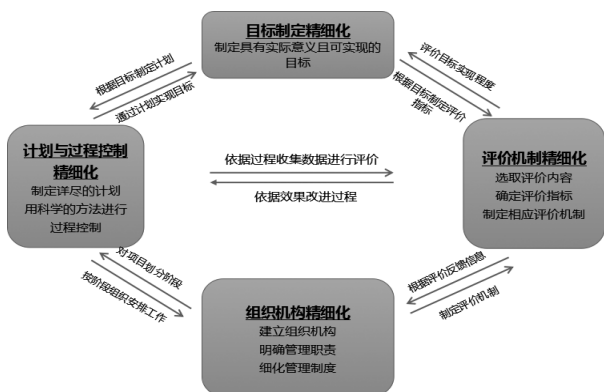 目标制定精细化
制定具有实际意义且可实现的
目标
根据目标制定计划
通过计划实现目标
评价目标实现程度
根据目标制定评价
指标
计划与过程控制
精细化
制定详尽的计划
用科学的方法进行
过程控制
依据过程收集数据进行评价
依据效果改进过程
评价机制精细化
选取评价内容
确定评价指标
制定相应评价机制
对项目划分阶段
按阶段组织安排工作
根据评价反馈信息
制定评价机制
组织机构精细化
建立组织机构
明确管理职责
细化管理制度